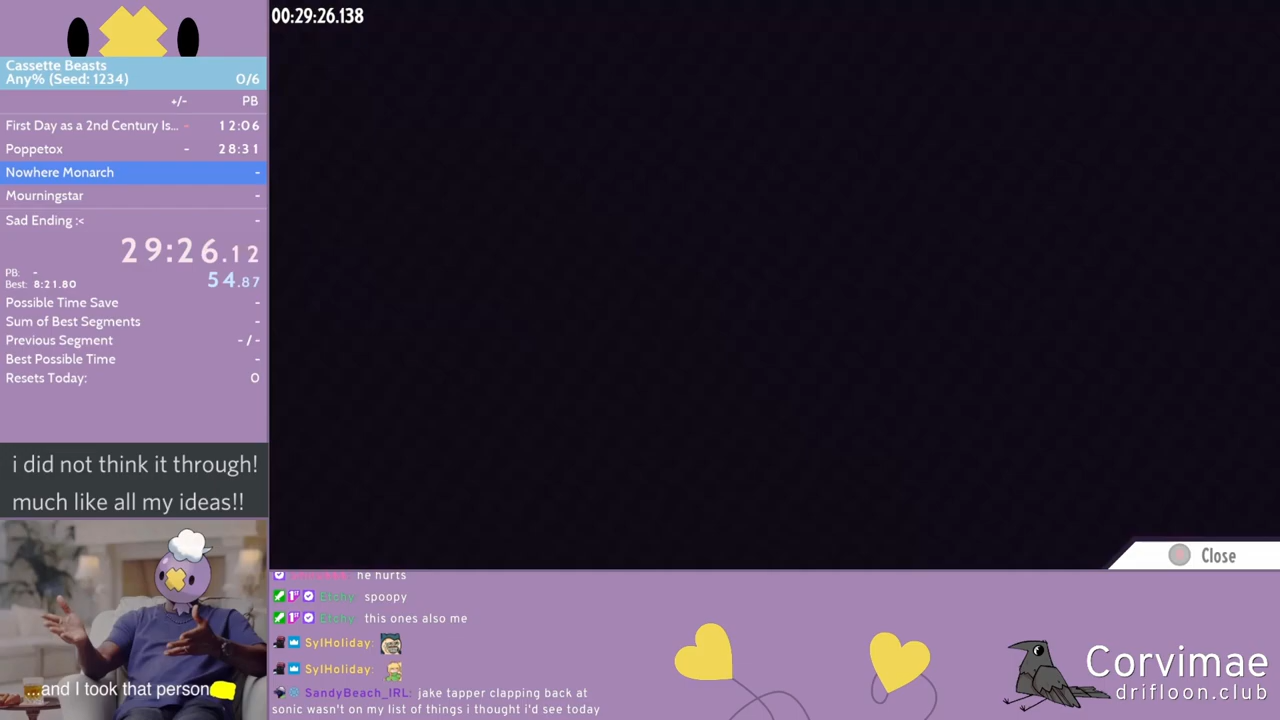 00:29:26.138
Cassette Beasts
Any% (Seed: 1234) 0/6
+/- PB
First Day as a 2nd Century Is... - 12:06
Poppetox - 28:31
Nowhere Monarch -
Mourningstar -
Sad Ending :< -
29:26.12
PB: -
Best: 8:21.80
54.87
Possible Time Save -
Sum of Best Segments -
Previous Segment - / -
Best Possible Time -
Resets Today: 0
i did not think it through!
much like all my ideas!!
...and I took that person
Close
he hurts
Etchy: spoopy
Etchy: this ones also me
SylHoliday:
SylHoliday:
SandyBeach_IRL: jake tapper clapping back at
sonic wasn't on my list of things i thought i'd see today
Corvimae
drifloon.club